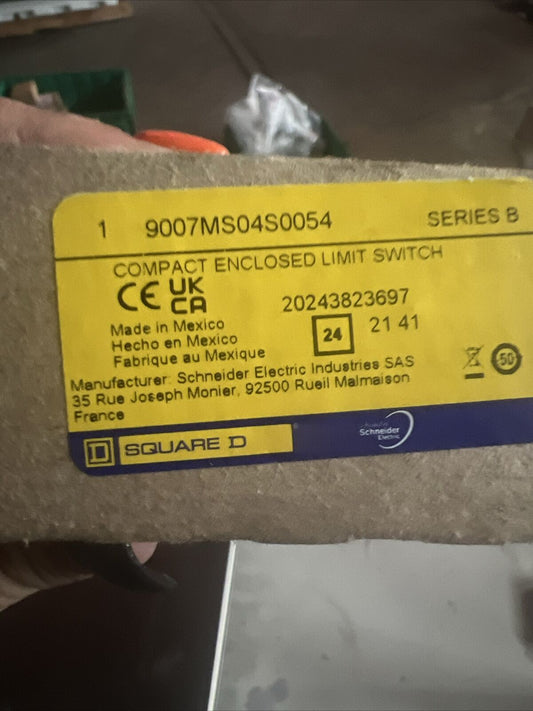 1 9007MS04S0054 SERIES B
COMPACT ENCLOSED LIMIT SWITCH
CE UK
CA
20243823697
Made in Mexico
24 21 41
Hecho en Mexico
Fabrique au Mexique
Manufacturer: Schneider Electric Industries SAS
35 Rue Joseph Monier, 92500 Rueil Malmaison
France
50
D SQUARE D
Schneider
Electric